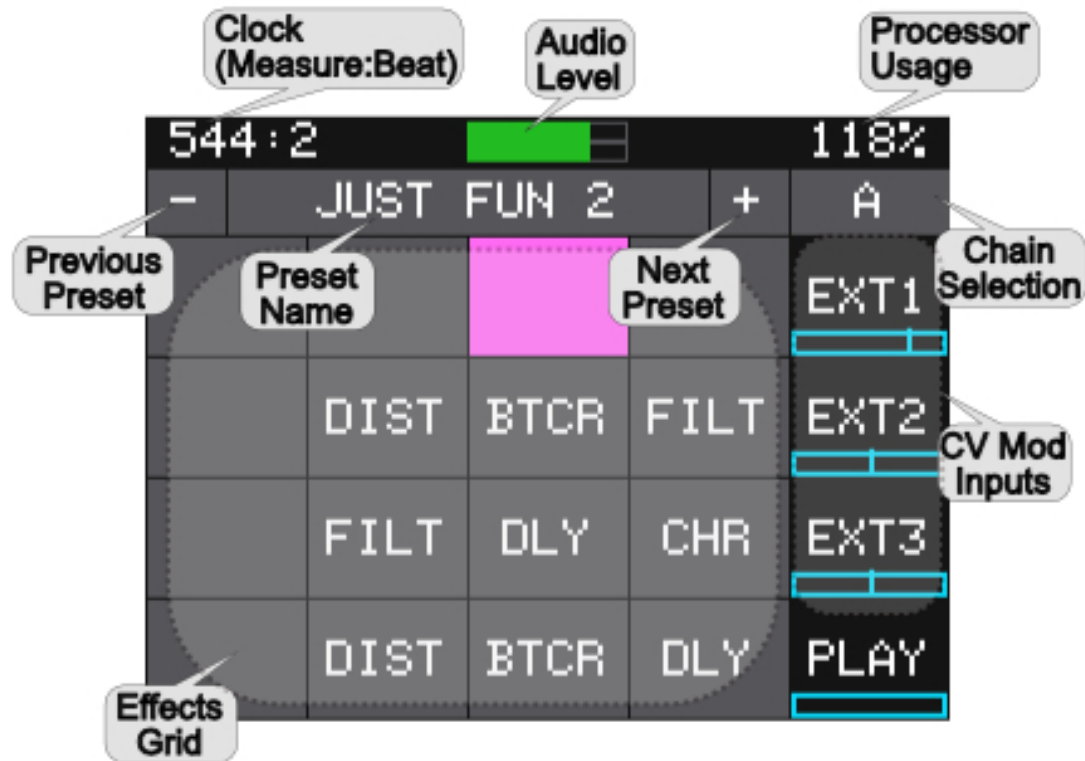 Clock
(Measure:Beat)
Audio
Level
Processor
Usage
544:2
118%
-
JUST FUN 2
+
A
Previous
Preset
Preset
Name
Next
Preset
Chain
Selection
EXT1
DIST
BTCR
FILT
EXT2
CV Mod
Inputs
FILT
DLY
CHR
EXT3
DIST
BTCR
DLY
PLAY
Effects
Grid